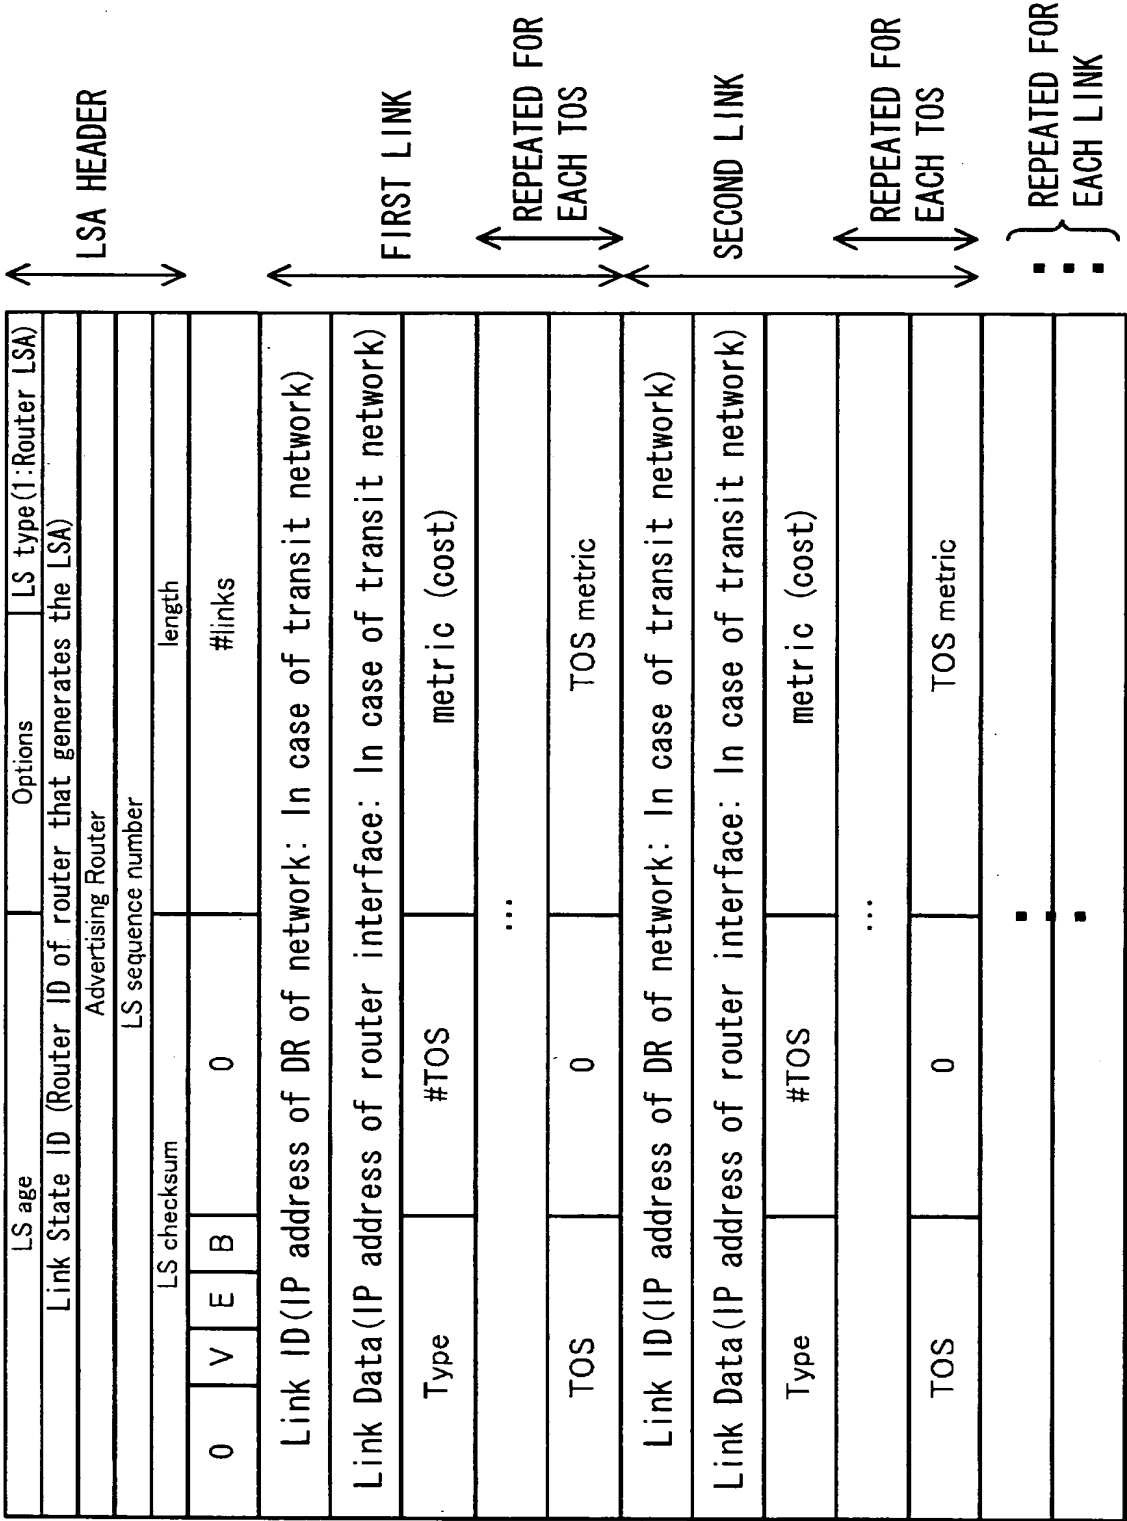 LS age Options LS type(1:Router LSA)
Link State ID (Router ID of router that generates the LSA)
Advertising Router
LS sequence number
LS checksum length
LSA HEADER
0 V E B 0 #links
Link ID(IP address of DR of network: In case of transit network)
Link Data(IP address of router interface: In case of transit network)
Type #TOS metric (cost)
FIRST LINK
...
TOS 0 TOS metric
REPEATED FOR
EACH TOS
Link ID(IP address of DR of network: In case of transit network)
Link Data(IP address of router interface: In case of transit network)
Type #TOS metric (cost)
SECOND LINK
...
TOS 0 TOS metric
REPEATED FOR
EACH TOS
...
...
REPEATED FOR
EACH LINK